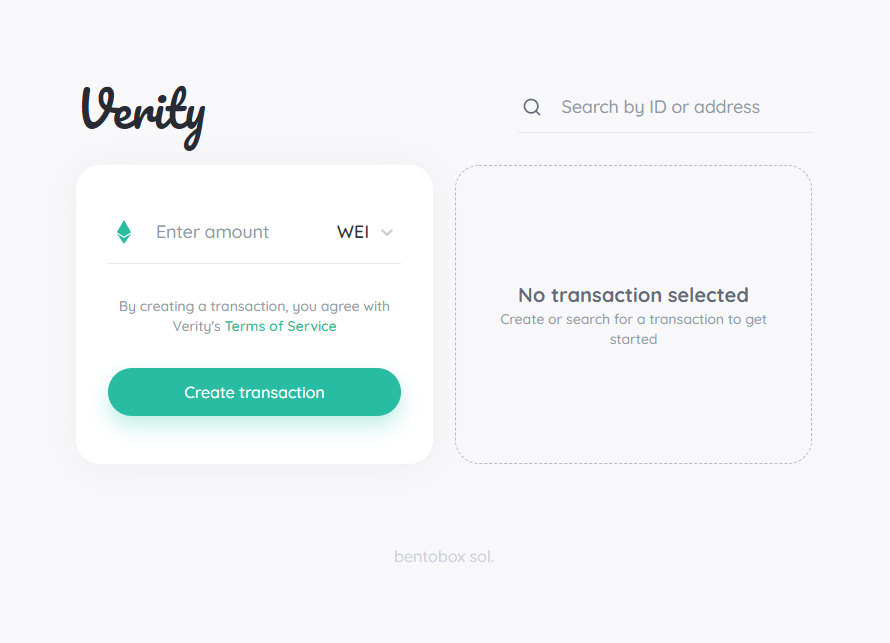 Verity
Search by ID or address
Enter amount
WEI
By creating a transaction, you agree with
Verity's Terms of Service
Create transaction
No transaction selected
Create or search for a transaction to get
started
bentobox sol.